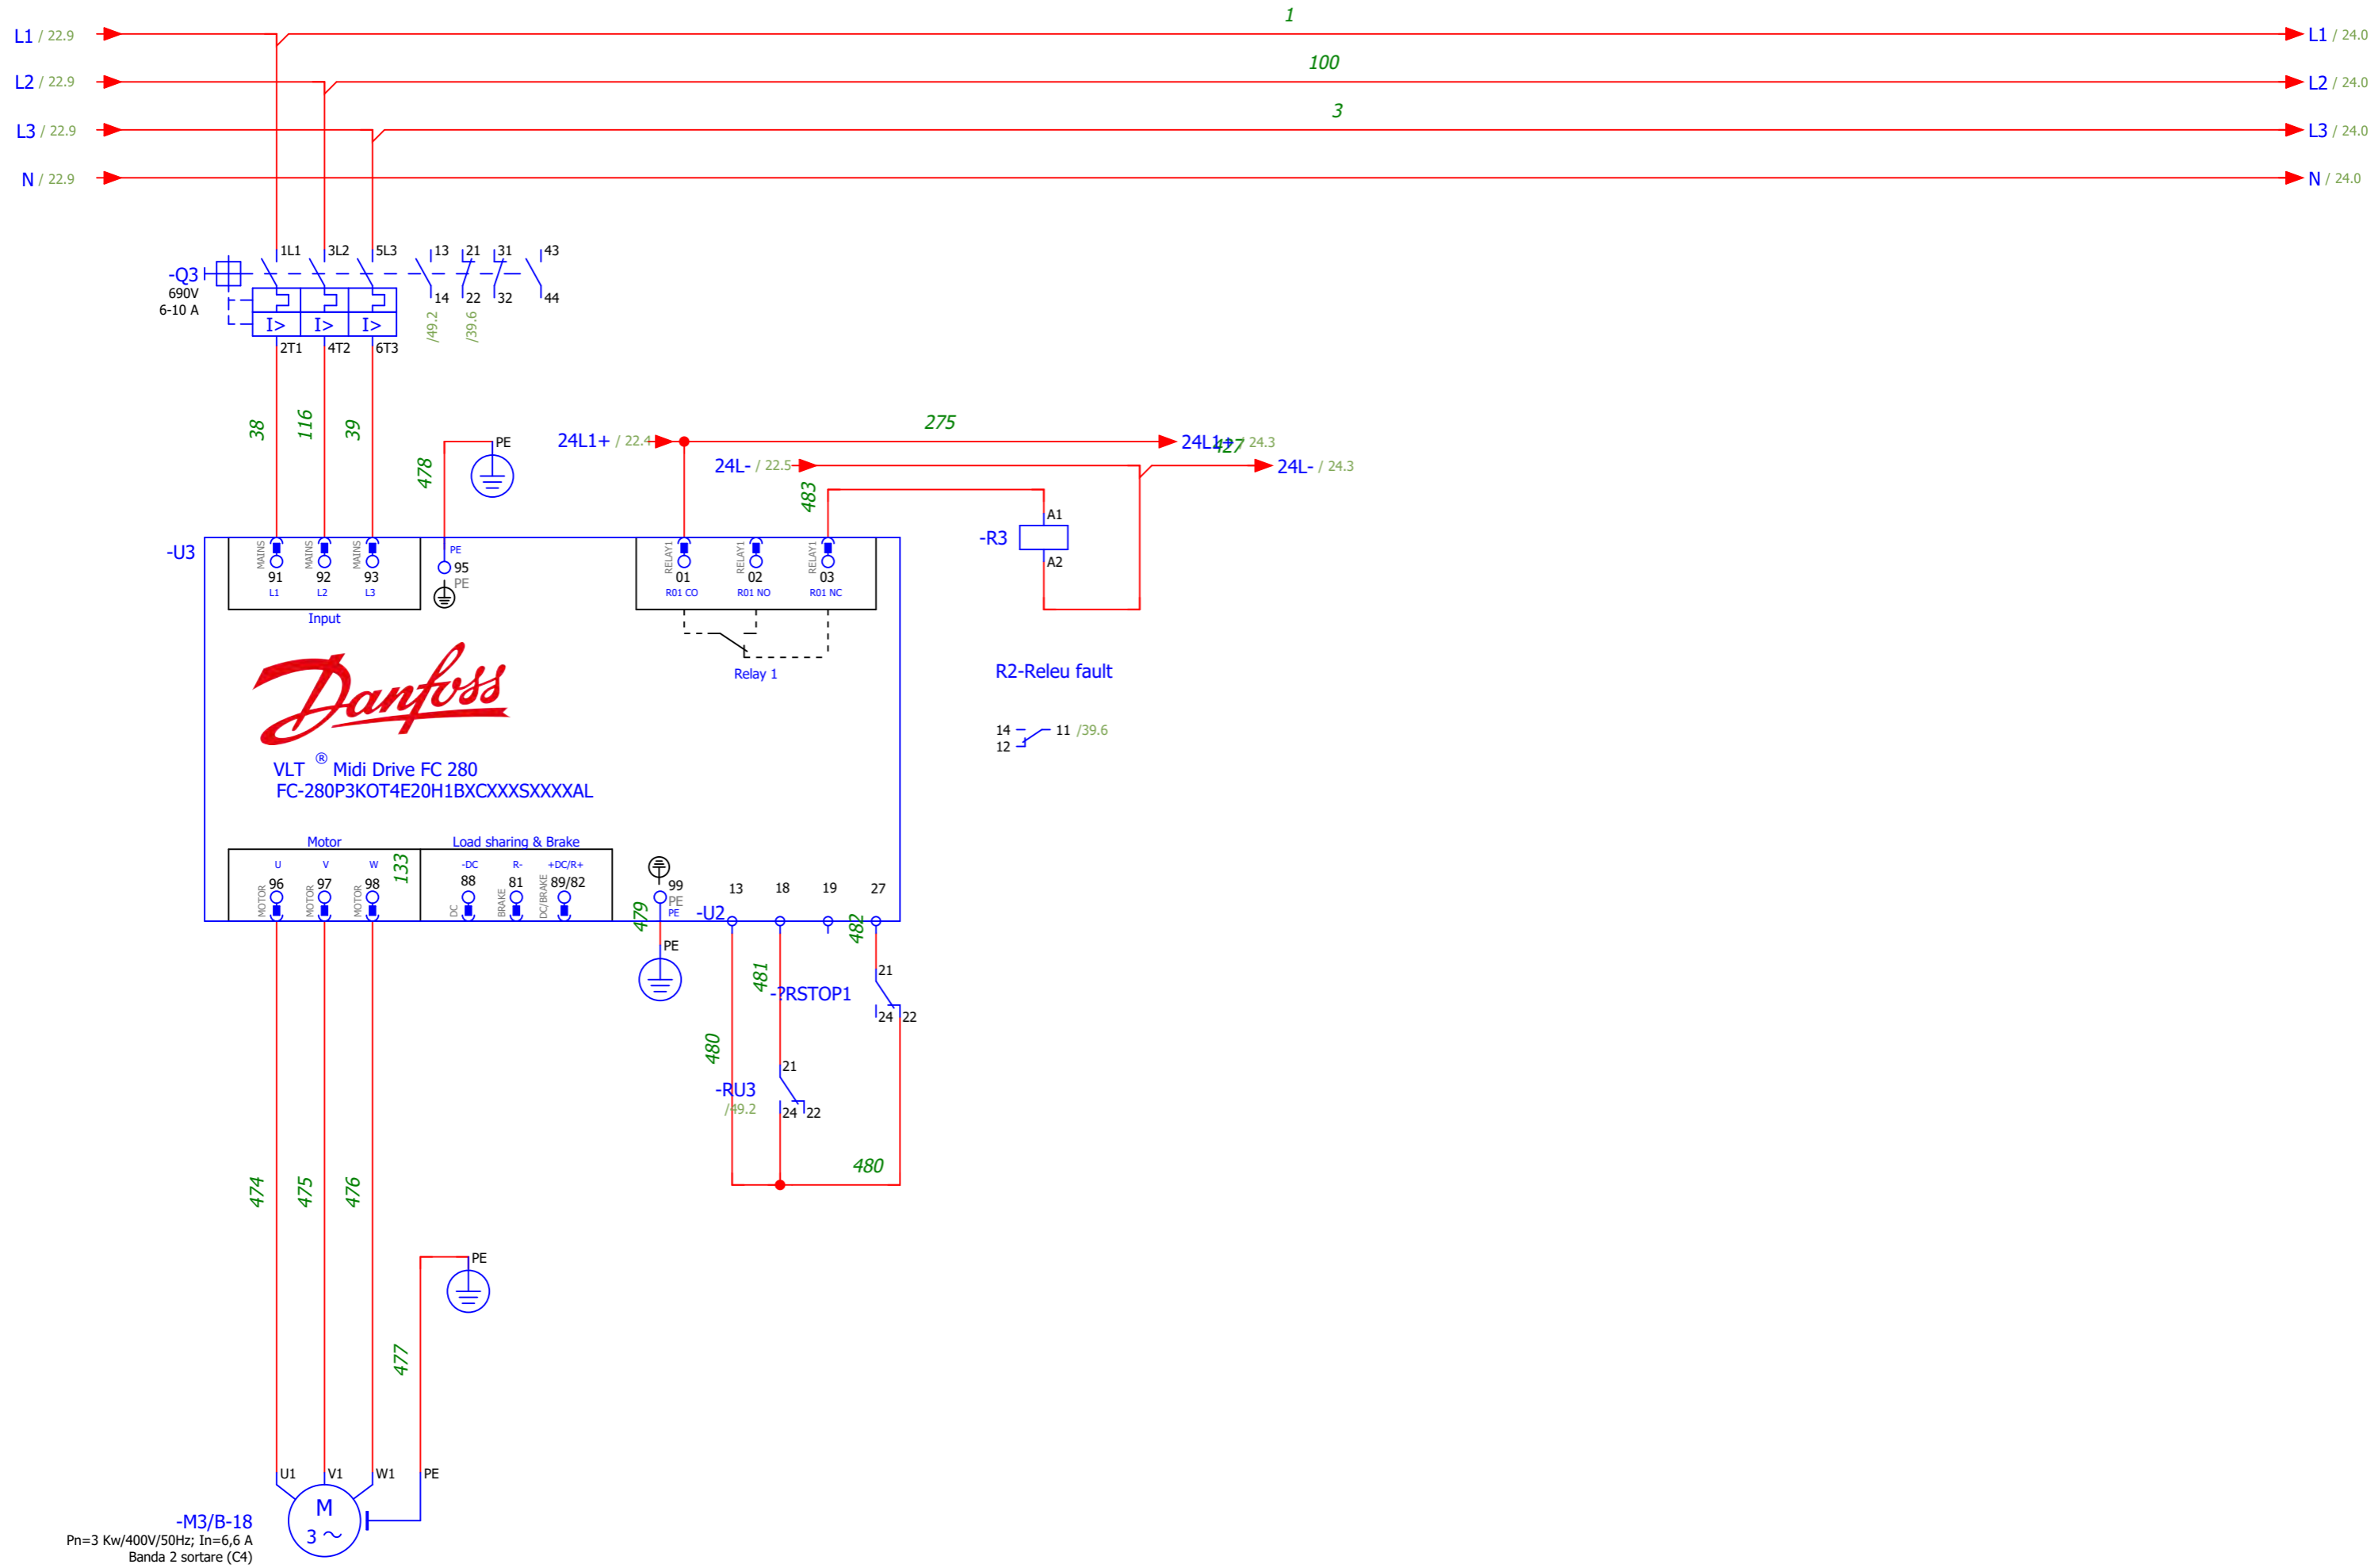 1
L1 / 22.9
L1 / 24.0
100
L2 / 22.9
L2 / 24.0
3
L3 / 22.9
L3 / 24.0
N / 22.9
N / 24.0
1L1 3L2 5L3 13 21 31 43
-Q3
690V
6-10 A
14 22 32 44
I> I> I>
/49.2 /39.6
2T1 4T2 6T3
38 116 39
478
PE
275
24L1+ / 22.4
24L1+ / 24.3
427
24L- / 22.5
24L- / 24.3
483
A1
-R3
A2
-U3
MAINS MAINS MAINS
91 92 93
L1 L2 L3
Input
PE
95
PE
RELAY1 RELAY1 RELAY1
01 02 03
R01 CO R01 NO R01 NC
Relay 1
R2-Releu fault
14 11 /39.6
12
Danfoss
VLT ® Midi Drive FC 280
FC-280P3KOT4E20H1BXCXXXSXXXXAL
Motor
Load sharing & Brake
U V W
133
-DC R- +DC/R+
96 97 98
88 81 89/82
MOTOR MOTOR MOTOR
DC BRAKE DC/BRAKE
99
PE
PE
479
PE
13 18 19 27
-U2
482
481
21
-?RSTOP1
24 22
480
21
-RU3
/49.2
24 22
480
474 475 476
PE
477
U1 V1 W1 PE
M
3 ~
-M3/B-18
Pn=3 Kw/400V/50Hz; In=6,6 A
Banda 2 sortare (C4)